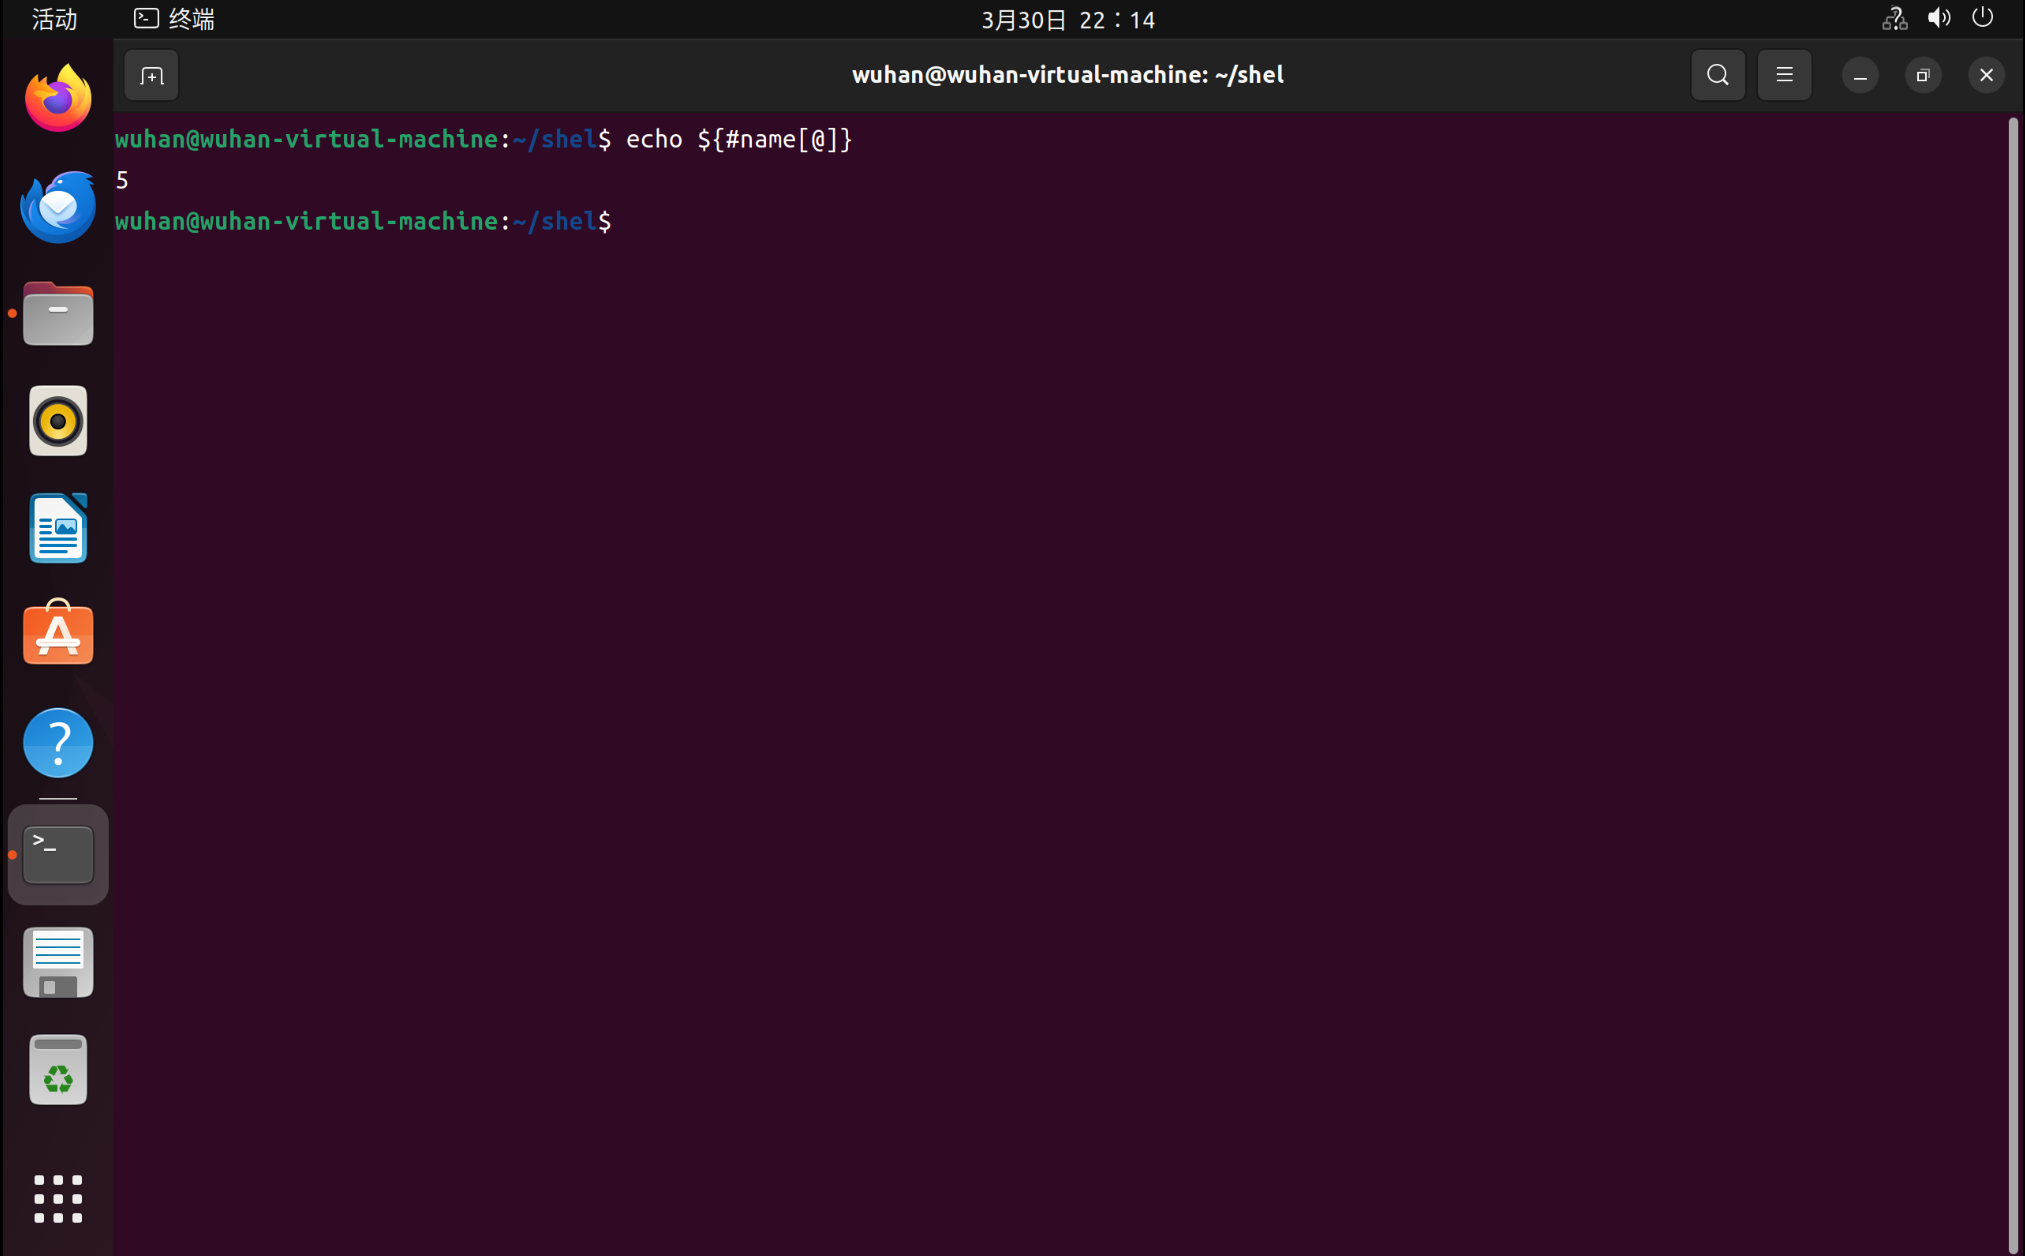 活动
终端
3月30日 22：14
wuhan@wuhan-virtual-machine: ~/shel
wuhan@wuhan-virtual-machine:~/shel$ echo ${#name[@]}
5
wuhan@wuhan-virtual-machine:~/shel$